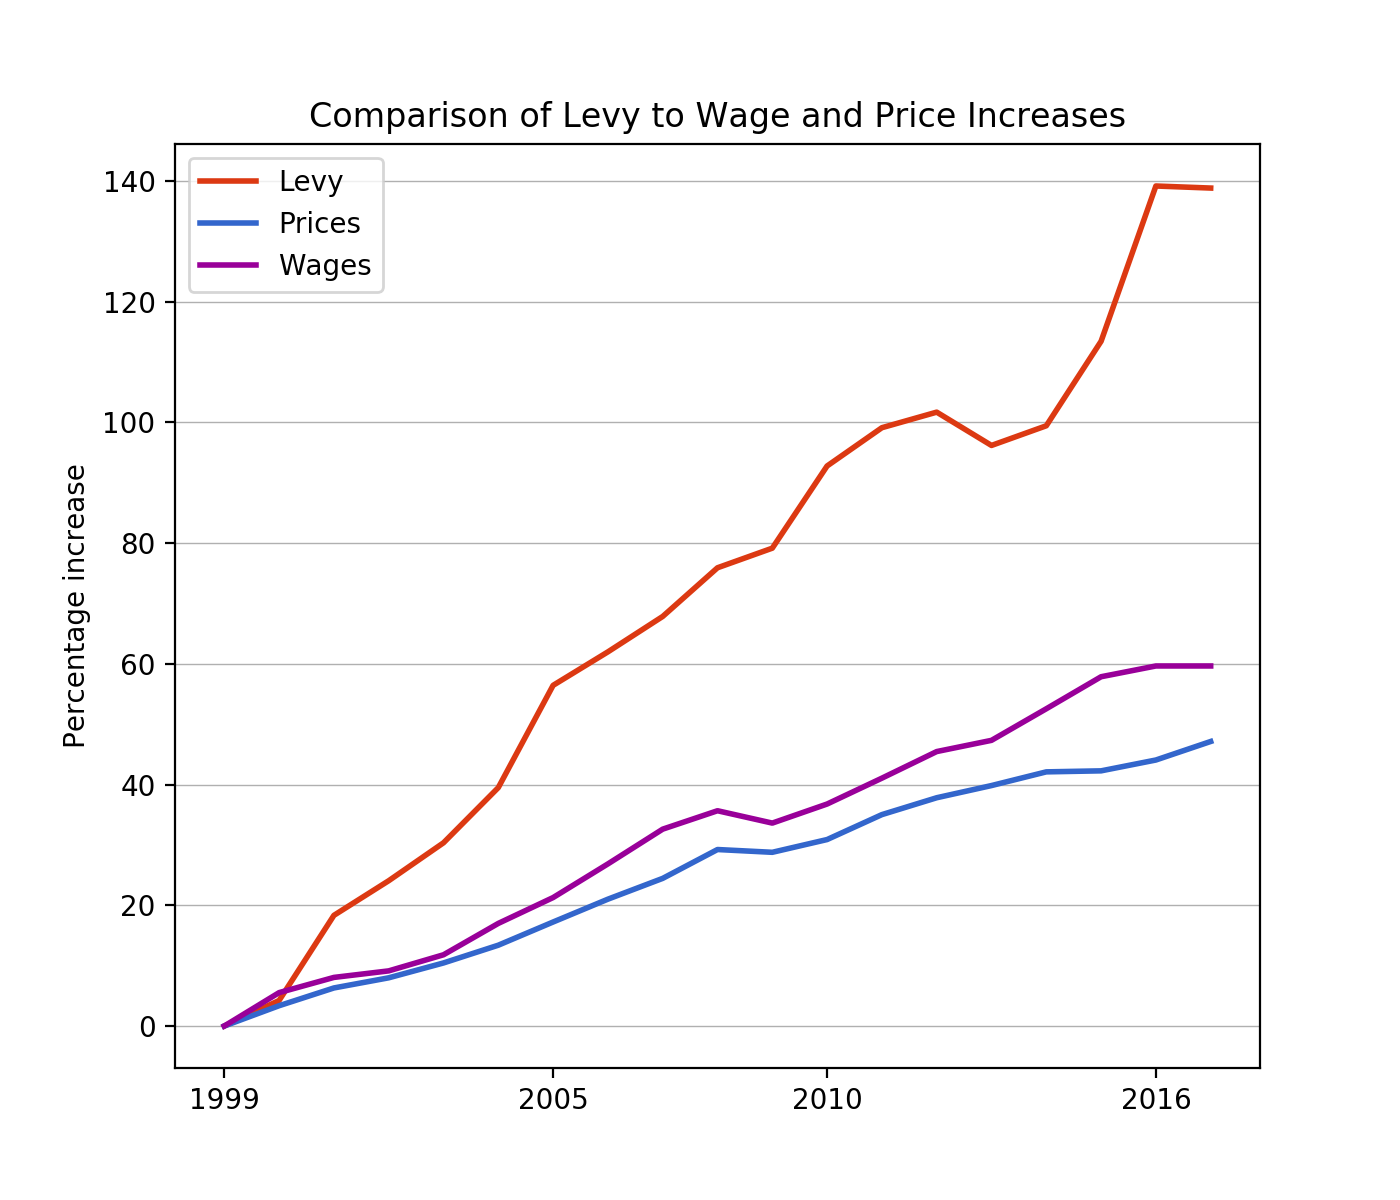 Comparison of Levy to Wage and Price Increases
Levy
Prices
Wages
Percentage increase
140
120
100
80
60
40
20
0
1999
2005
2010
2016